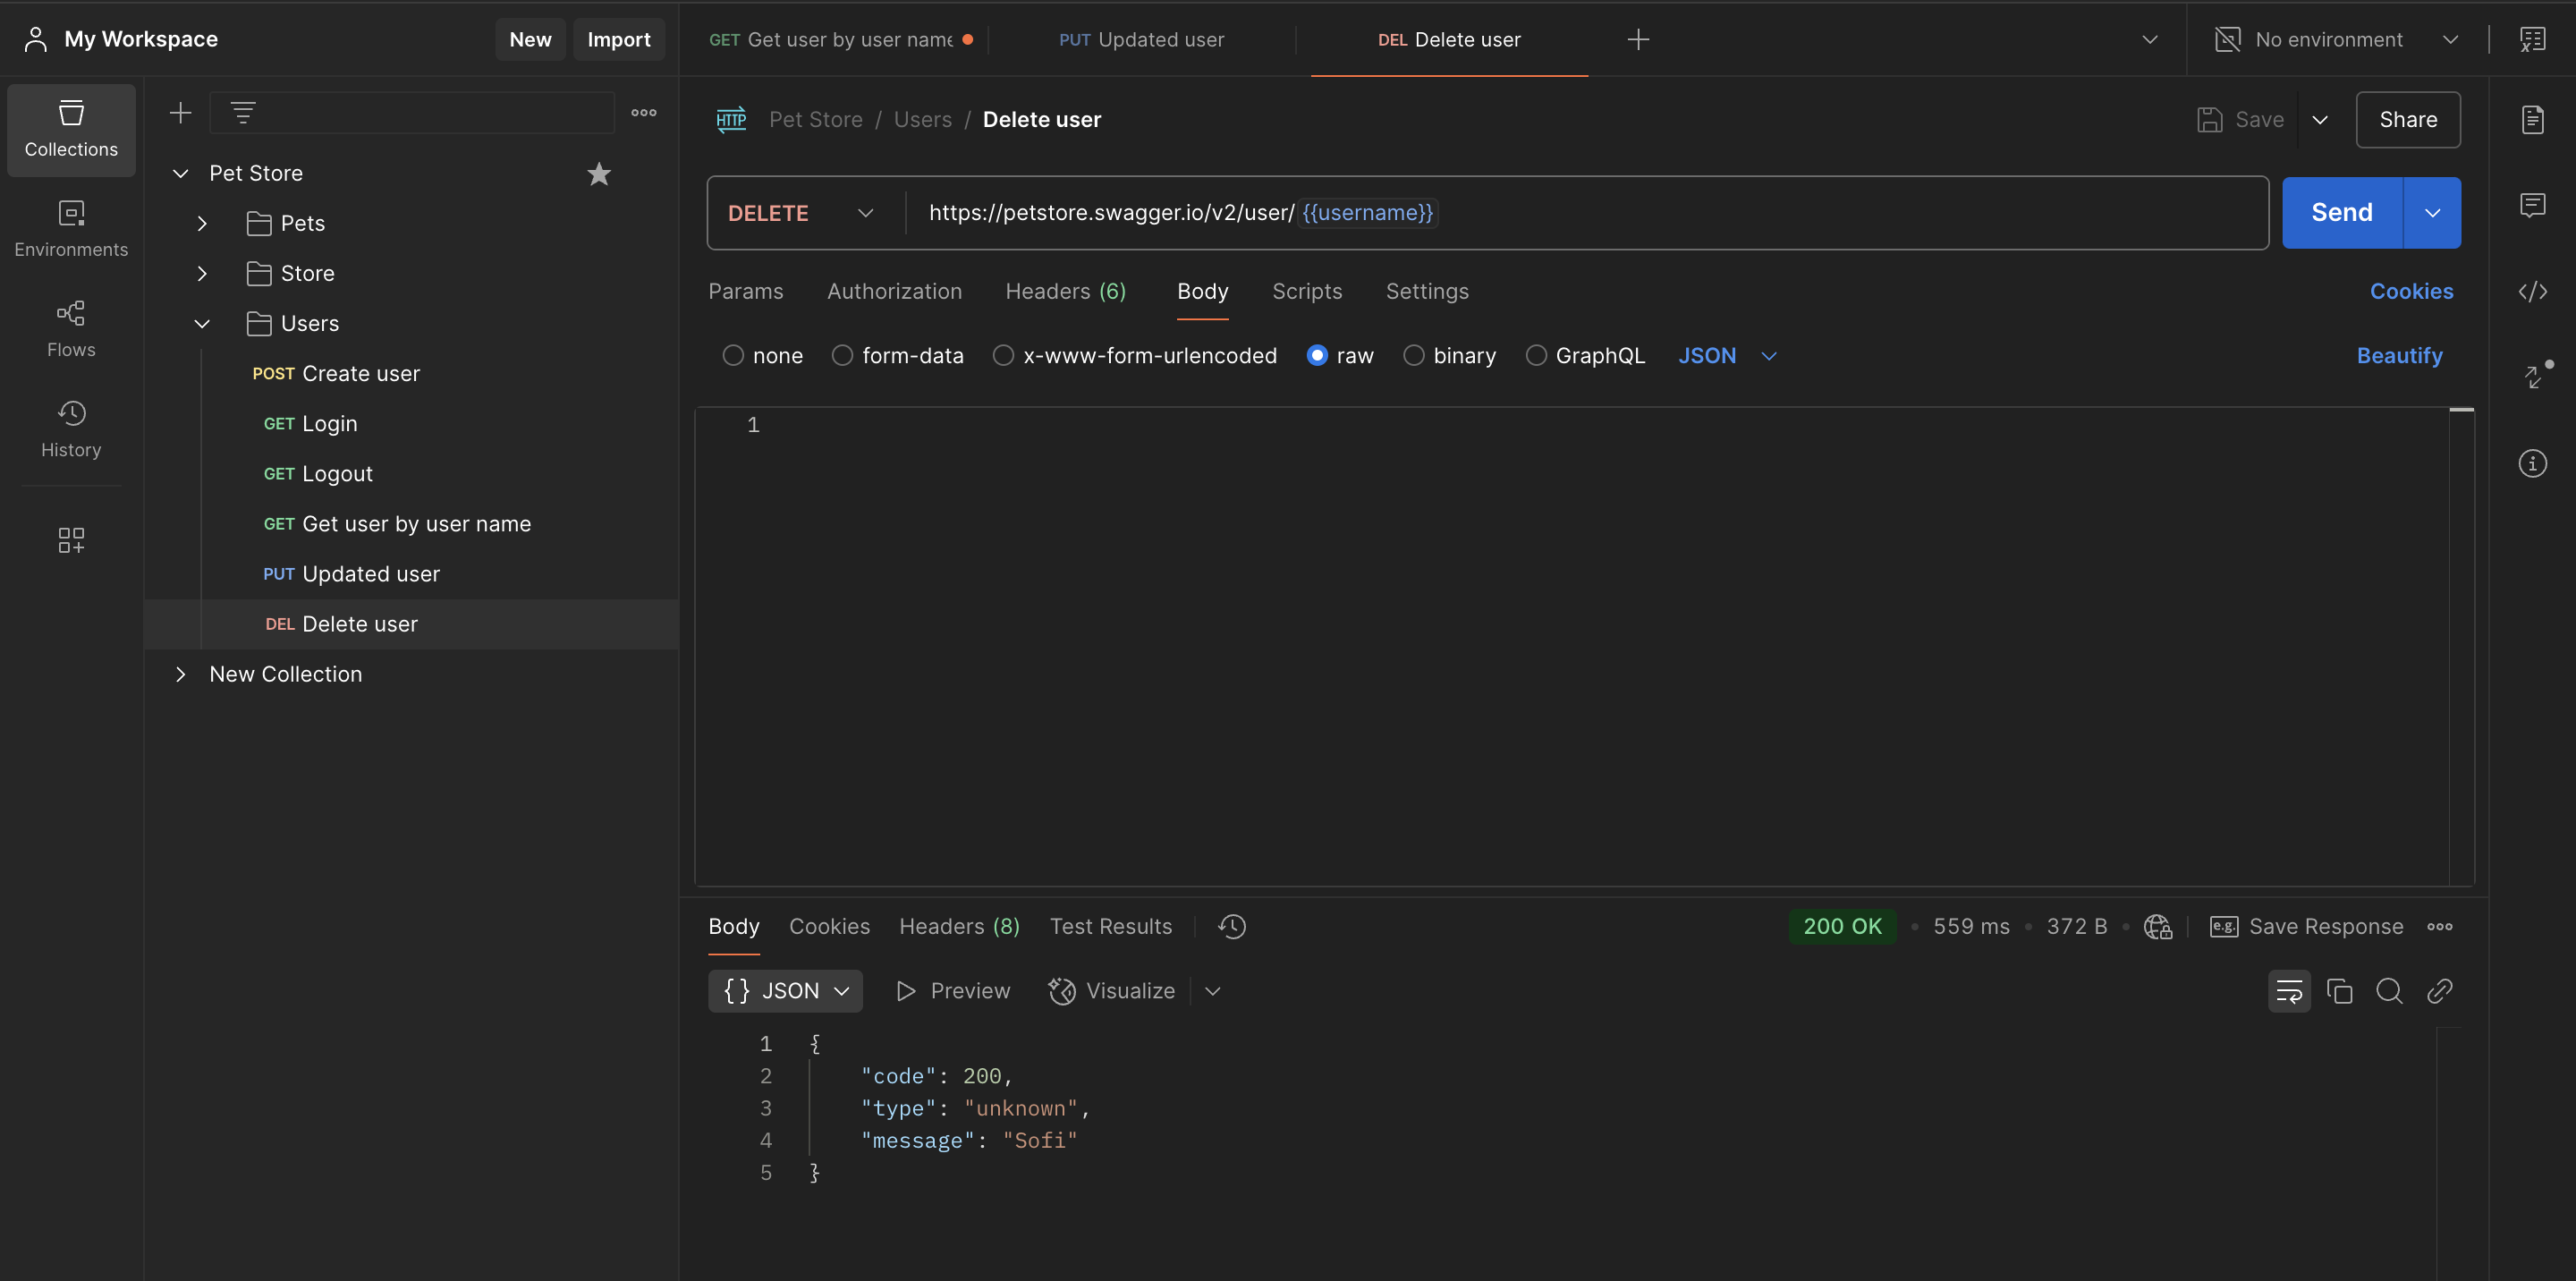 My Workspace New Import GET Get user by user name PUT Updated user DEL Delete user No environment
Collections
Environments
Flows
History
Pet Store
Pets
Store
Users
POST Create user
GET Login
GET Logout
GET Get user by user name
PUT Updated user
DEL Delete user
New Collection
HTTP Pet Store / Users / Delete user Save Share
DELETE https://petstore.swagger.io/v2/user/{{username}} Send
Params Authorization Headers (6) Body Scripts Settings Cookies
none form-data x-www-form-urlencoded raw binary GraphQL JSON Beautify
1
Body Cookies Headers (8) Test Results 200 OK • 559 ms • 372 B • e.g. Save Response
{} JSON Preview Visualize
1 {
2 "code": 200,
3 "type": "unknown",
4 "message": "Sofi"
5 }